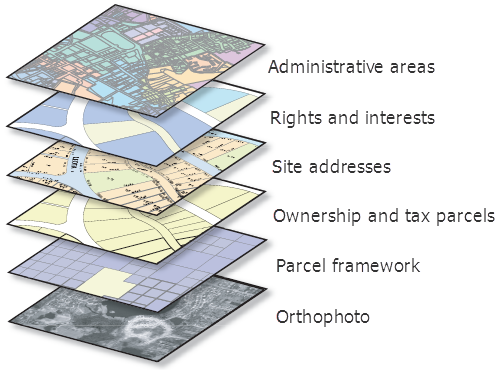 Administrative areas
Rights and interests
Site addresses
Ownership and tax parcels
Parcel framework
Orthophoto